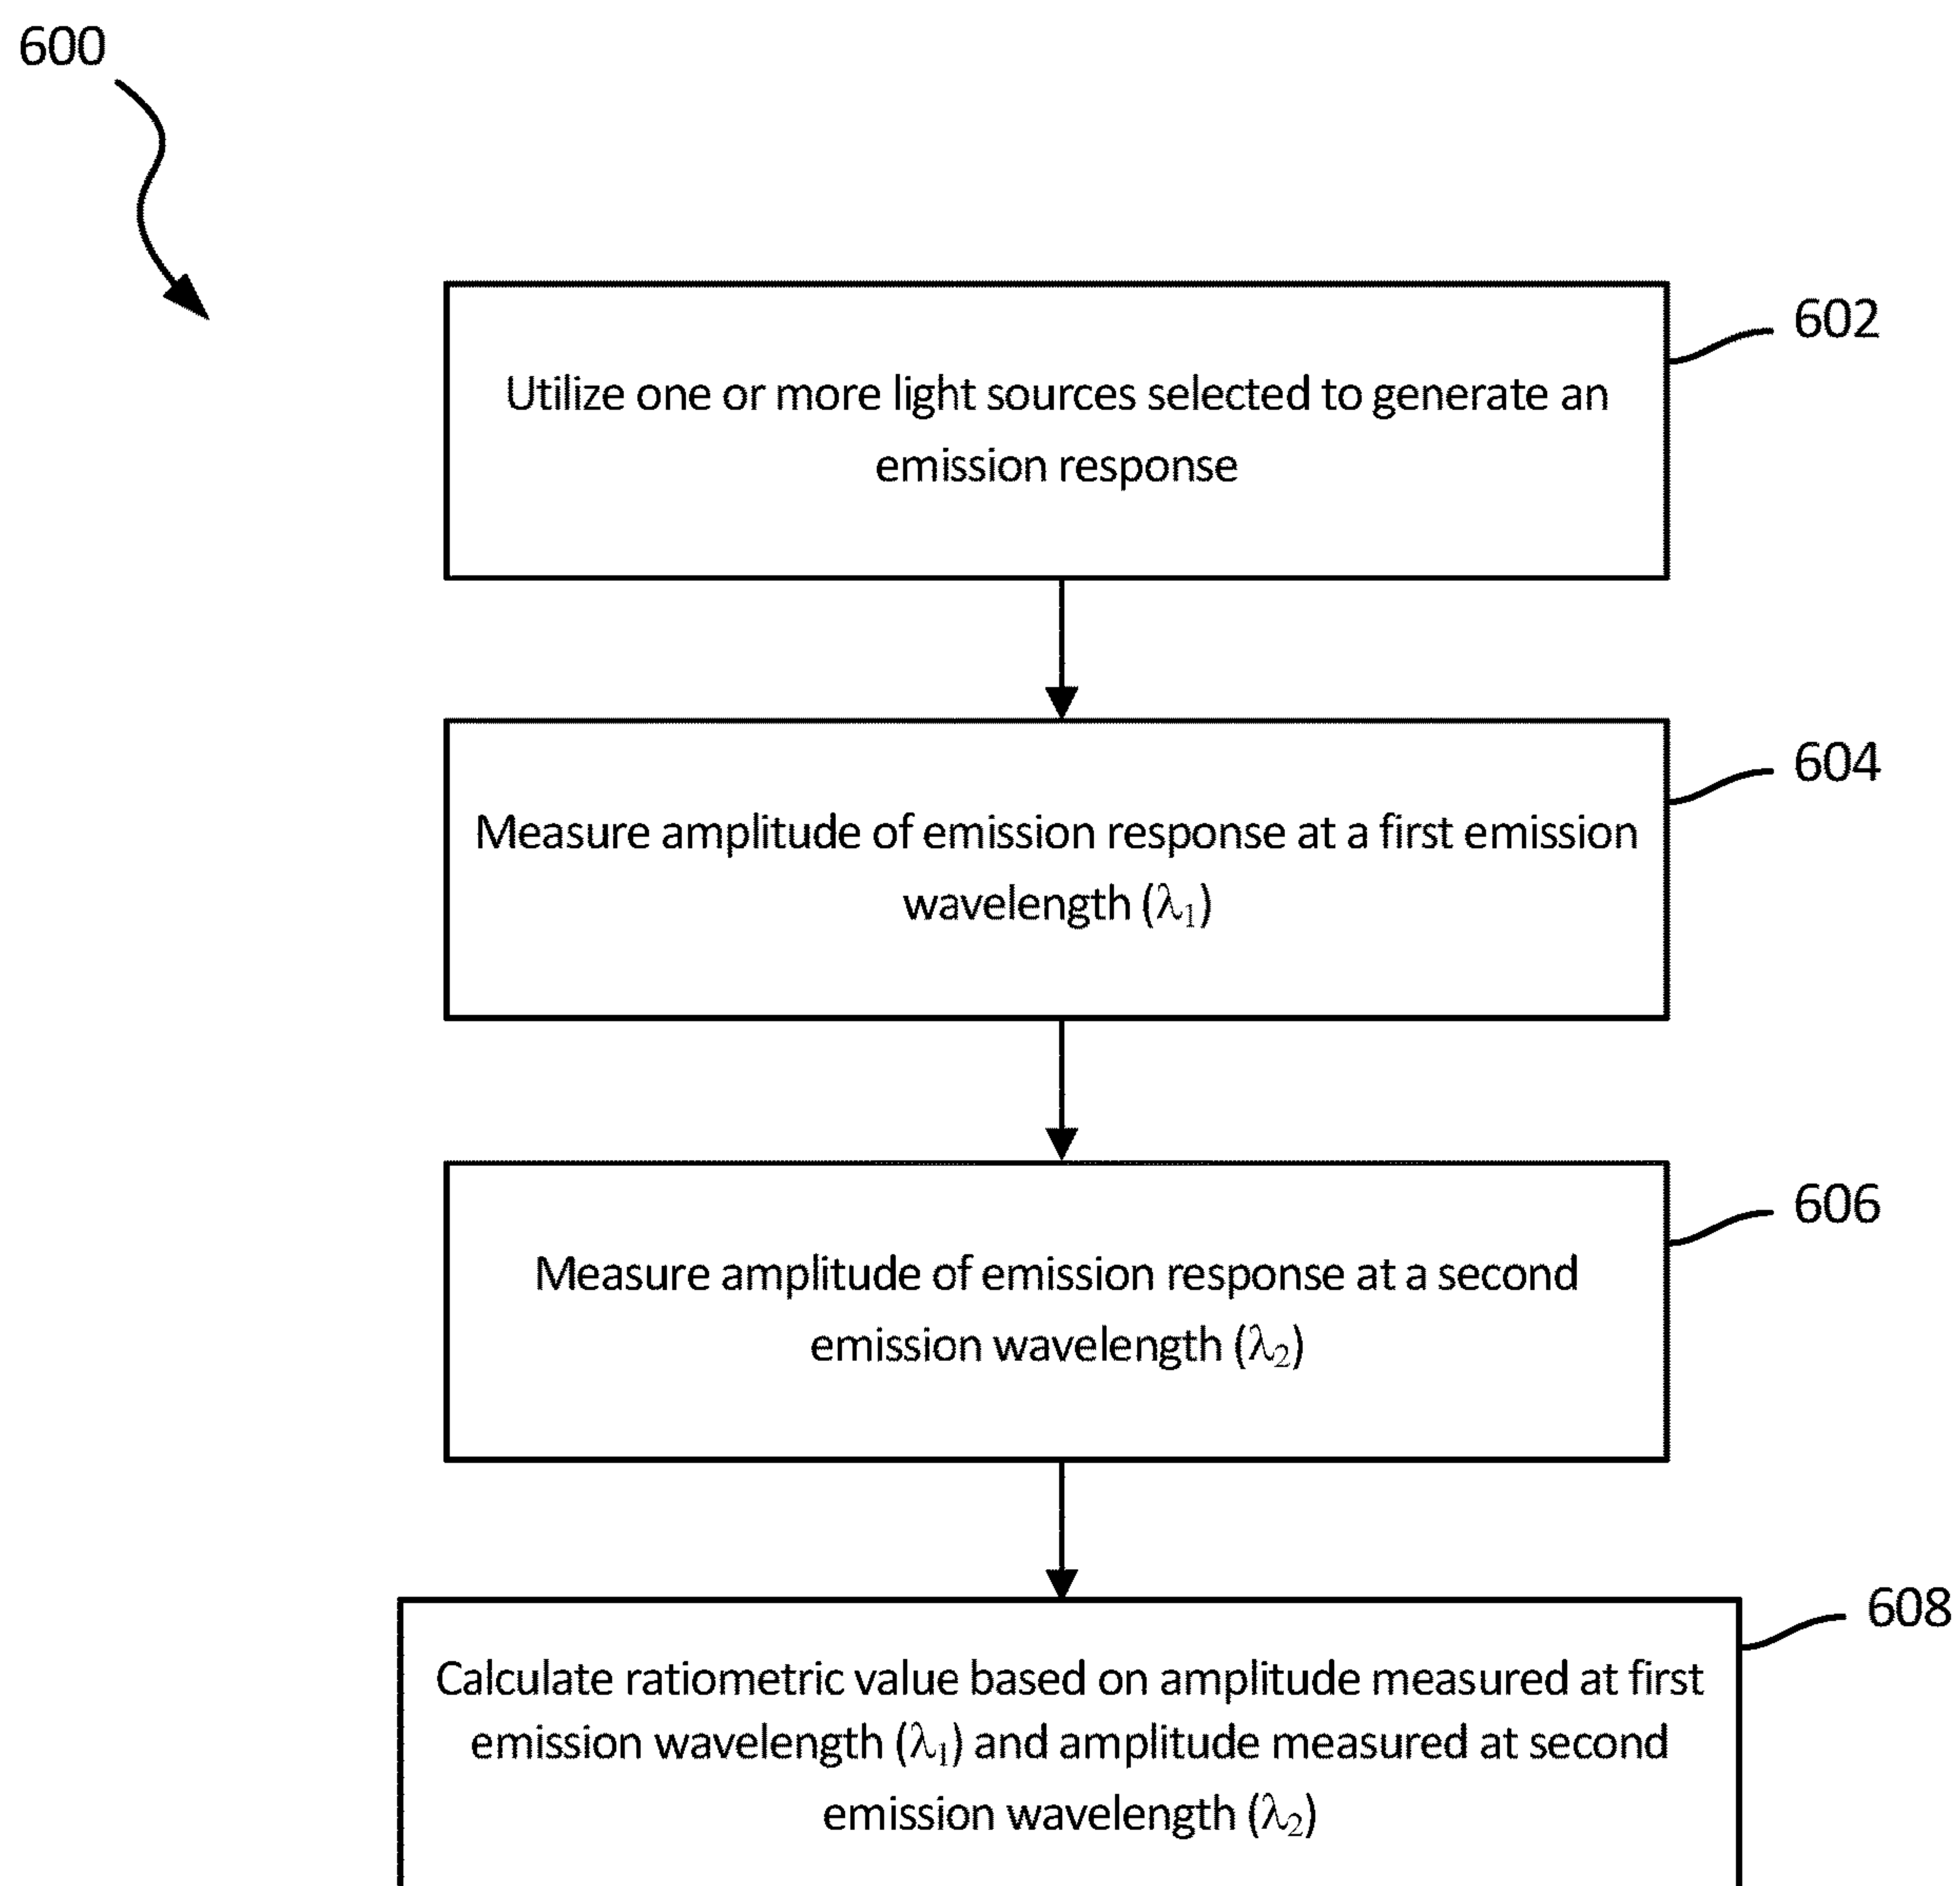 600
602
Utilize one or more light sources selected to generate an
emission response
604
Measure amplitude of emission response at a first emission
wavelength (λ₁)
606
Measure amplitude of emission response at a second
emission wavelength (λ₂)
608
Calculate ratiometric value based on amplitude measured at first
emission wavelength (λ₁) and amplitude measured at second
emission wavelength (λ₂)